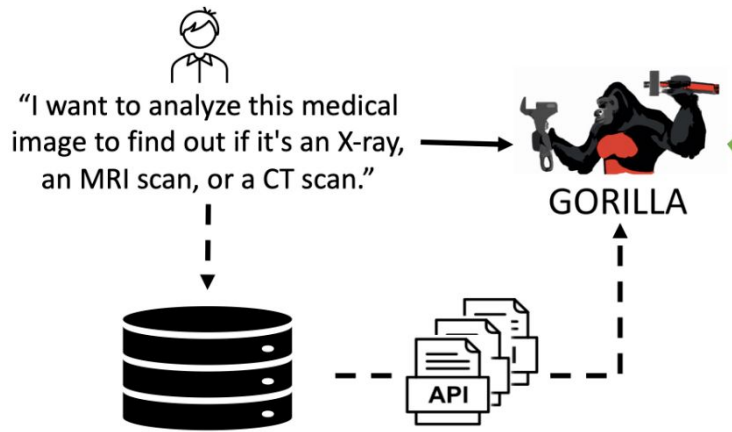 “I want to analyze this medical
image to find out if it's an X-ray,
an MRI scan, or a CT scan.”
GORILLA
API